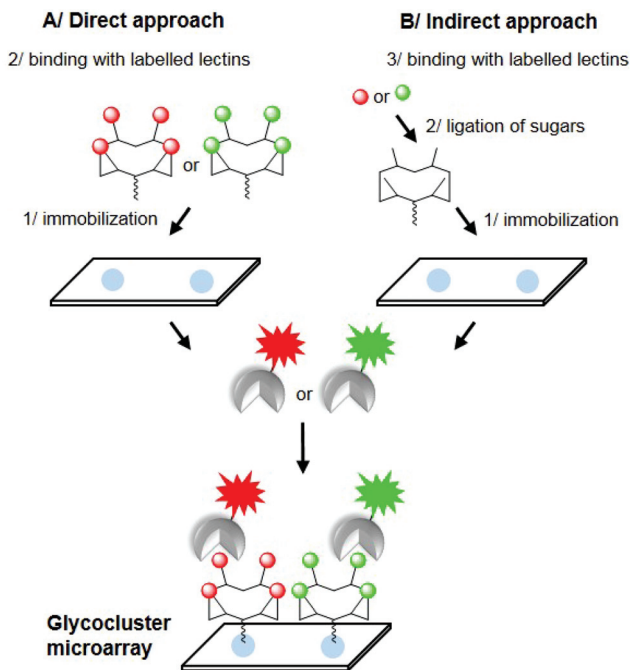 A/ Direct approach
2/ binding with labelled lectins
or
1/ immobilization
B/ Indirect approach
3/ binding with labelled lectins
or
2/ ligation of sugars
1/ immobilization
or
Glycocluster
microarray